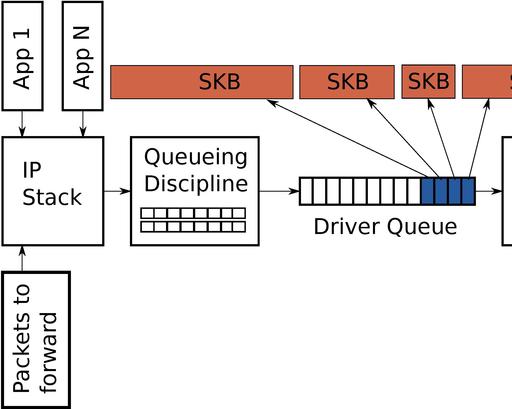 App 1
App N
SKB
SKB
SKB
IP
Stack
Queueing
Discipline
Driver Queue
Packets to
forward